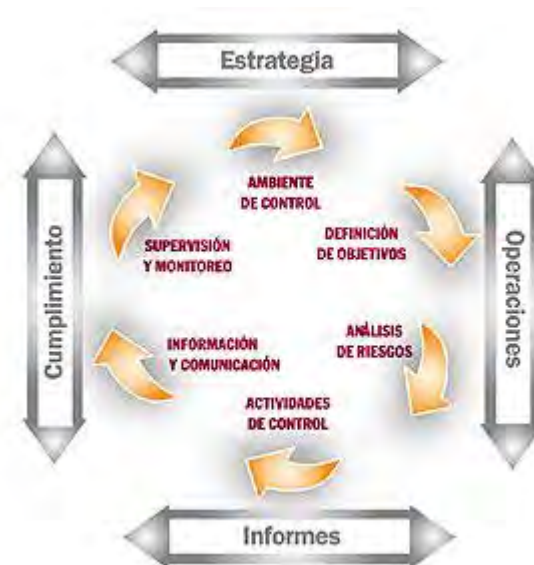 Estrategia
AMBIENTE
DE CONTROL
DEFINICIÓN
DE OBJETIVOS
Operaciones
ANÁLISIS
DE RIESGOS
ACTIVIDADES
DE CONTROL
Informes
INFORMACIÓN
Y COMUNICACIÓN
SUPERVISIÓN
Y MONITOREO
Cumplimiento